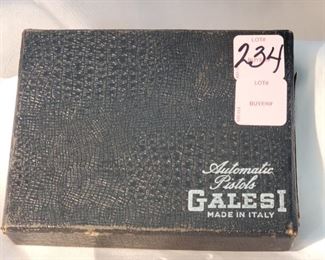 LOT#
234
LOT#
BUYER#
Automatic
Pistols
GALESI
MADE IN ITALY